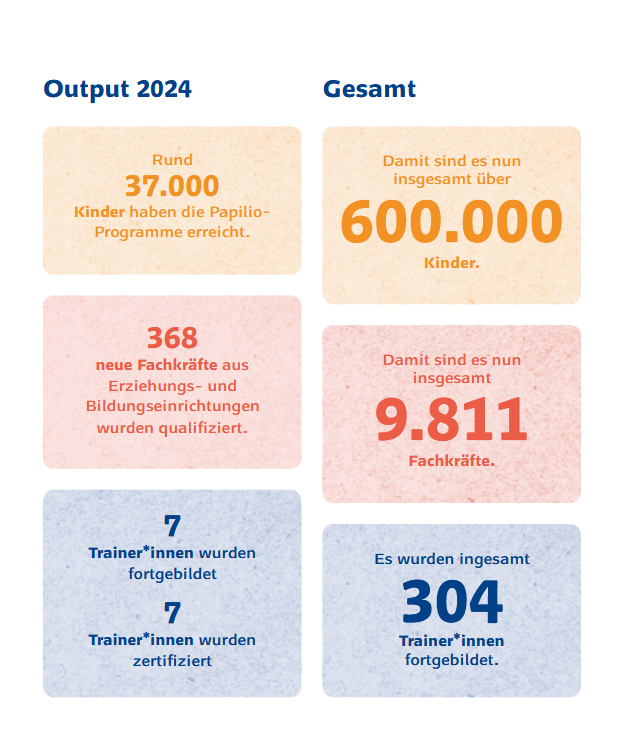 Output 2024
Rund
37.000
Kinder haben die Papilio-
Programme erreicht.
368
neue Fachkräfte aus
Erziehungs- und
Bildungseinrichtungen
wurden qualifiziert.
7
Trainer*innen wurden
fortgebildet
7
Trainer*innen wurden
zertifiziert
Gesamt
Damit sind es nun
insgesamt über
600.000
Kinder.
Damit sind es nun
insgesamt
9.811
Fachkräfte.
Es wurden ingesamt
304
Trainer*innen
fortgebildet.